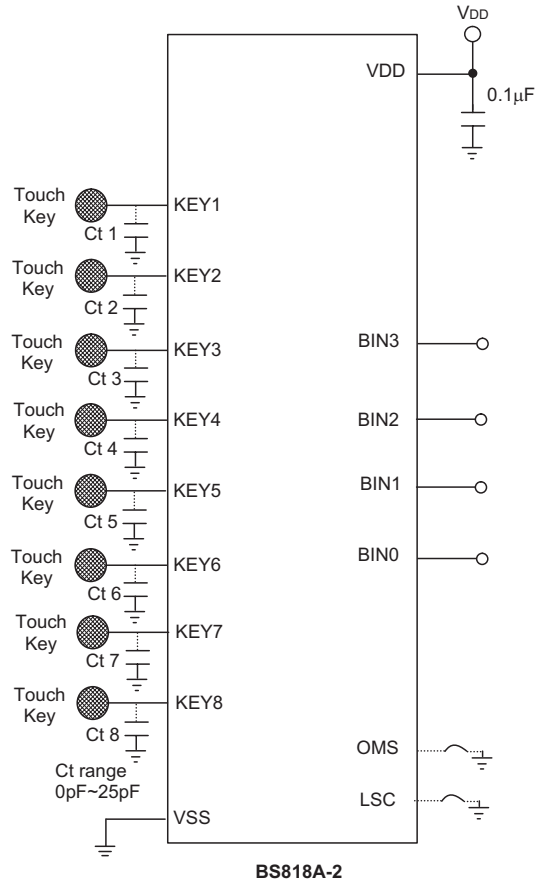 VDD
VDD
0.1μF
Touch
Key
KEY1
Ct 1
Touch
Key
KEY2
Ct 2
Touch
Key
KEY3
Ct 3
BIN3
Touch
Key
KEY4
Ct 4
BIN2
Touch
Key
KEY5
Ct 5
BIN1
Touch
Key
KEY6
Ct 6
BIN0
Touch
Key
KEY7
Ct 7
Touch
Key
KEY8
Ct 8
OMS
Ct range
0pF~25pF
LSC
VSS
BS818A-2